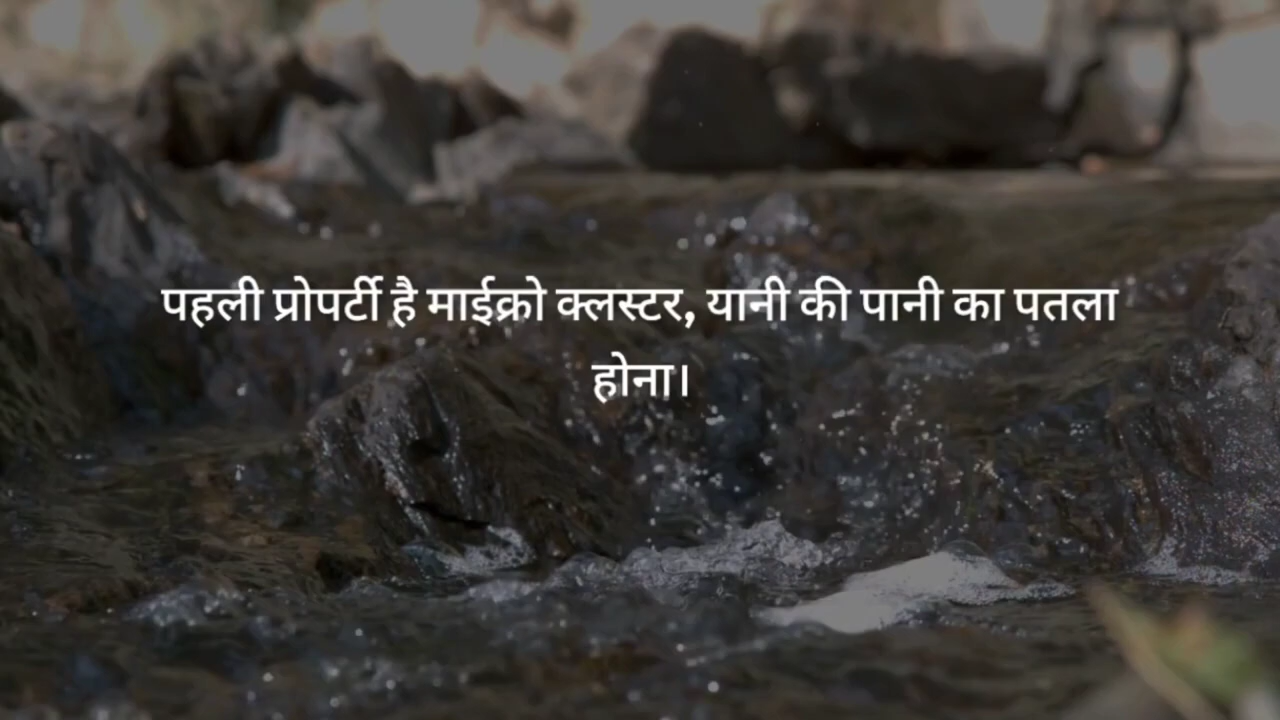 पहली प्रोपर्टी है माईक्रो क्लस्टर, यानी की पानी का पतला
होना।